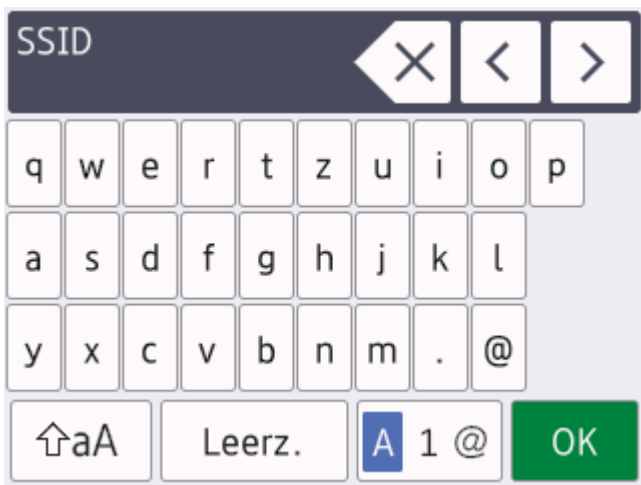 SSID
q w e r t z u i o p
a s d f g h j k l
y x c v b n m . @
aA Leerz. A 1 @ OK